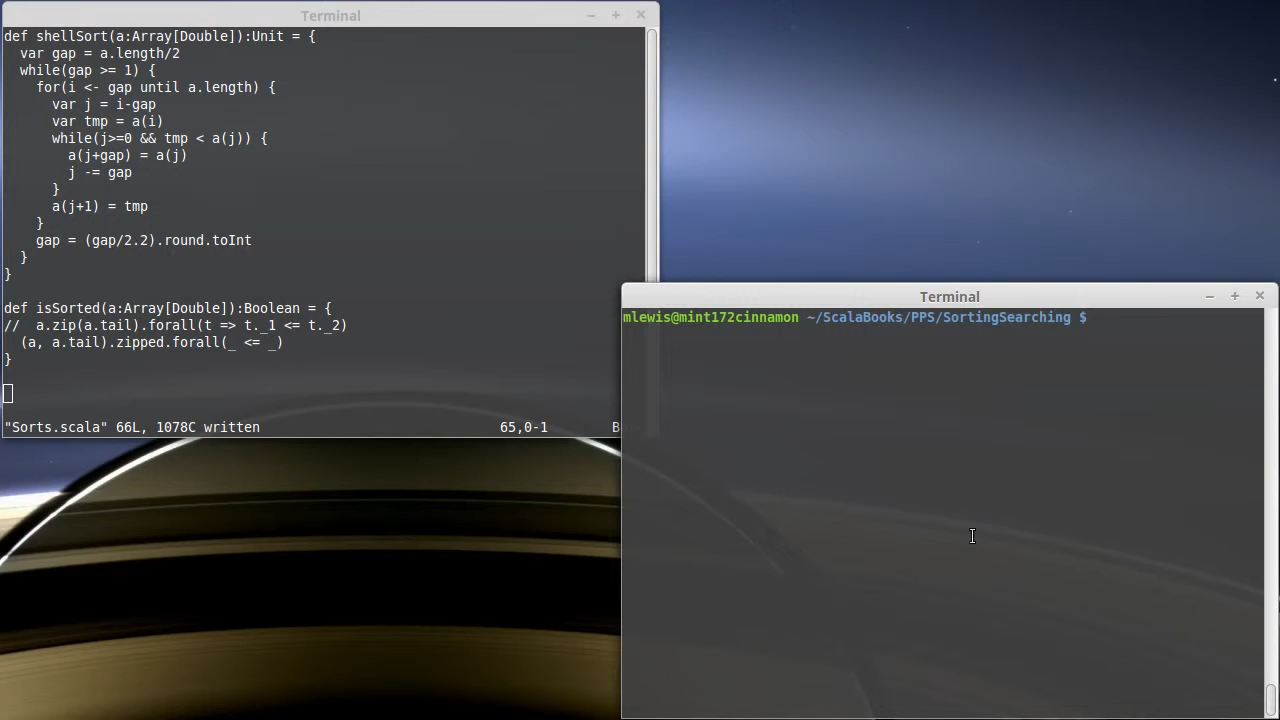 Terminal
def shellSort(a:Array[Double]):Unit = {
  var gap = a.length/2
  while(gap >= 1) {
    for(i <- gap until a.length) {
      var j = i-gap
      var tmp = a(i)
      while(j>=0 && tmp < a(j)) {
        a(j+gap) = a(j)
        j -= gap
      }
      a(j+1) = tmp
    }
    gap = (gap/2.2).round.toInt
  }
}
def isSorted(a:Array[Double]):Boolean = {
//  a.zip(a.tail).forall(t => t._1 <= t._2)
  (a, a.tail).zipped.forall(_ <= _)
}
"Sorts.scala" 66L, 1078C written 65,0-1
Terminal
mlewis@mint172cinnamon ~/ScalaBooks/PPS/SortingSearching $